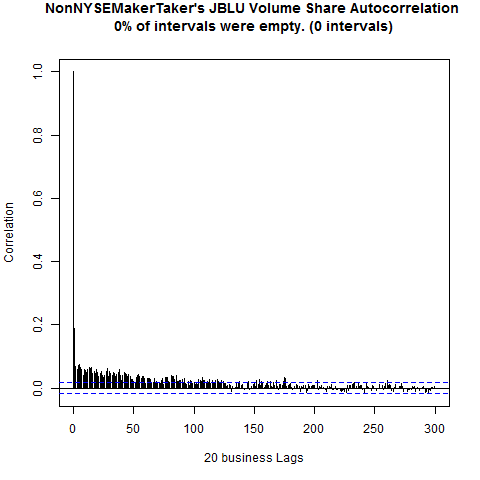 NonNYSEMakerTaker's JBLU Volume Share Autocorrelation
0% of intervals were empty. (0 intervals)
Correlation
1.0
0.8
0.6
0.4
0.2
0.0
0 50 100 150 200 250 300
20 business Lags